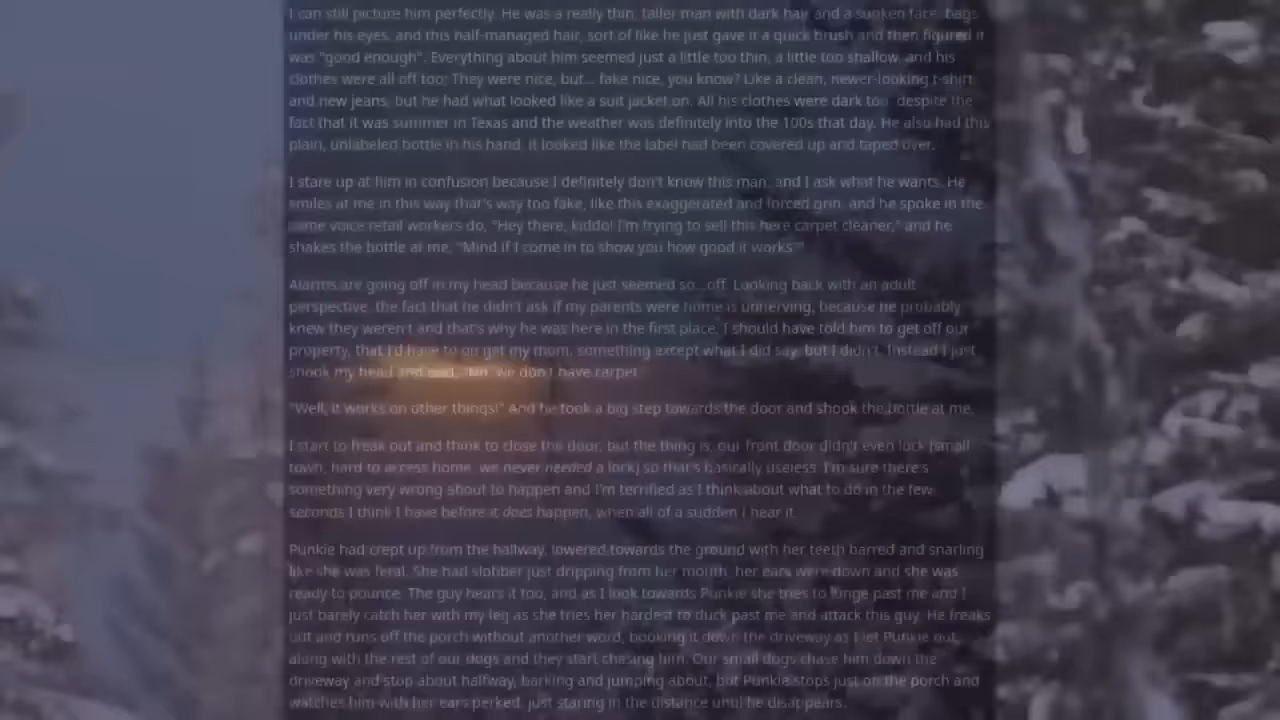 I can still picture him perfectly. He was a really thin, taller man with dark hair and a sunken face, bags
under his eyes, and this half-managed hair, sort of like he just gave it a quick brush and then figured it
was "good enough". Everything about him seemed just a little too thin, a little too shallow, and his
clothes were all off too; They were nice, but... fake nice, you know? Like a clean, newer-looking t-shirt
and new jeans, but he had what looked like a suit jacket on. All his clothes were dark too, despite the
fact that it was summer in Texas and the weather was definitely into the 100s that day. He also had this
plain, unlabeled bottle in his hand. It looked like the label had been covered up and taped over.
I stare up at him in confusion because I definitely don't know this man, and I ask what he wants. He
smiles at me in this way that's way too fake, like this exaggerated and forced grin, and he spoke in the
same voice retail workers do, "Hey there, kiddo! I'm trying to sell this here carpet cleaner," and he
shakes the bottle at me, "Mind if I come in to show you how good it works?"
Alarms are going off in my head because he just seemed so...off. Looking back with an adult
perspective, the fact that he didn't ask if my parents were home is unnerving, because he probably
knew they weren't and that's why he was here in the first place. I should have told him to get off our
property, that I'd have to go get my mom, something except what I did say, but I didn't. Instead I just
shook my head and said, we don't have carpet.
"Well, it works on other things!" And he took a big step towards the door and shook the bottle at me.
I start to freak out and think to close the door, but the thing is, our front door didn't even lock (small
town, hard to access home, we never needed a lock) so that's basically useless. I'm sure there's
something very wrong about to happen and I'm terrified as I think about what to do in the few
seconds I think I have before it does happen, when all of a sudden I hear it.
Punkie had crept up from the hallway, lowered towards the ground with her teeth barred and snarling
like she was feral. She had slobber just dripping from her mouth, her ears were down and she was
ready to pounce. The guy hears it too, and as I look towards Punkie she tries to lunge past me and I
just barely catch her with my leg as she tries her hardest to duck past me and attack this guy. He freaks
out and runs off the porch without another word, booking it down the driveway as I let Punkie out,
along with the rest of our dogs and they start chasing him. Our small dogs chase him down the
driveway and stop about halfway, barking and jumping about, but Punkie stops just on the porch and
watches him with her ears perked, just staring in the distance until he disappears.